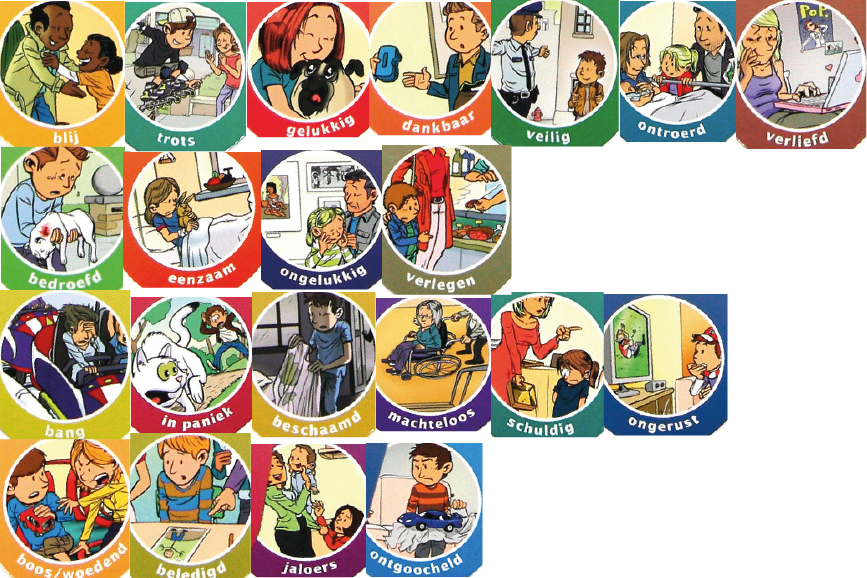 POP
blij
trots
gelukkig
dankbaar
veilig
ontroerd
verliefd
bedroefd
eenzaam
ongelukkig
verlegen
bang
in paniek
beschaamd
machteloos
schuldig
ongerust
boos/woedend
beledigd
jaloers
ontgoocheld